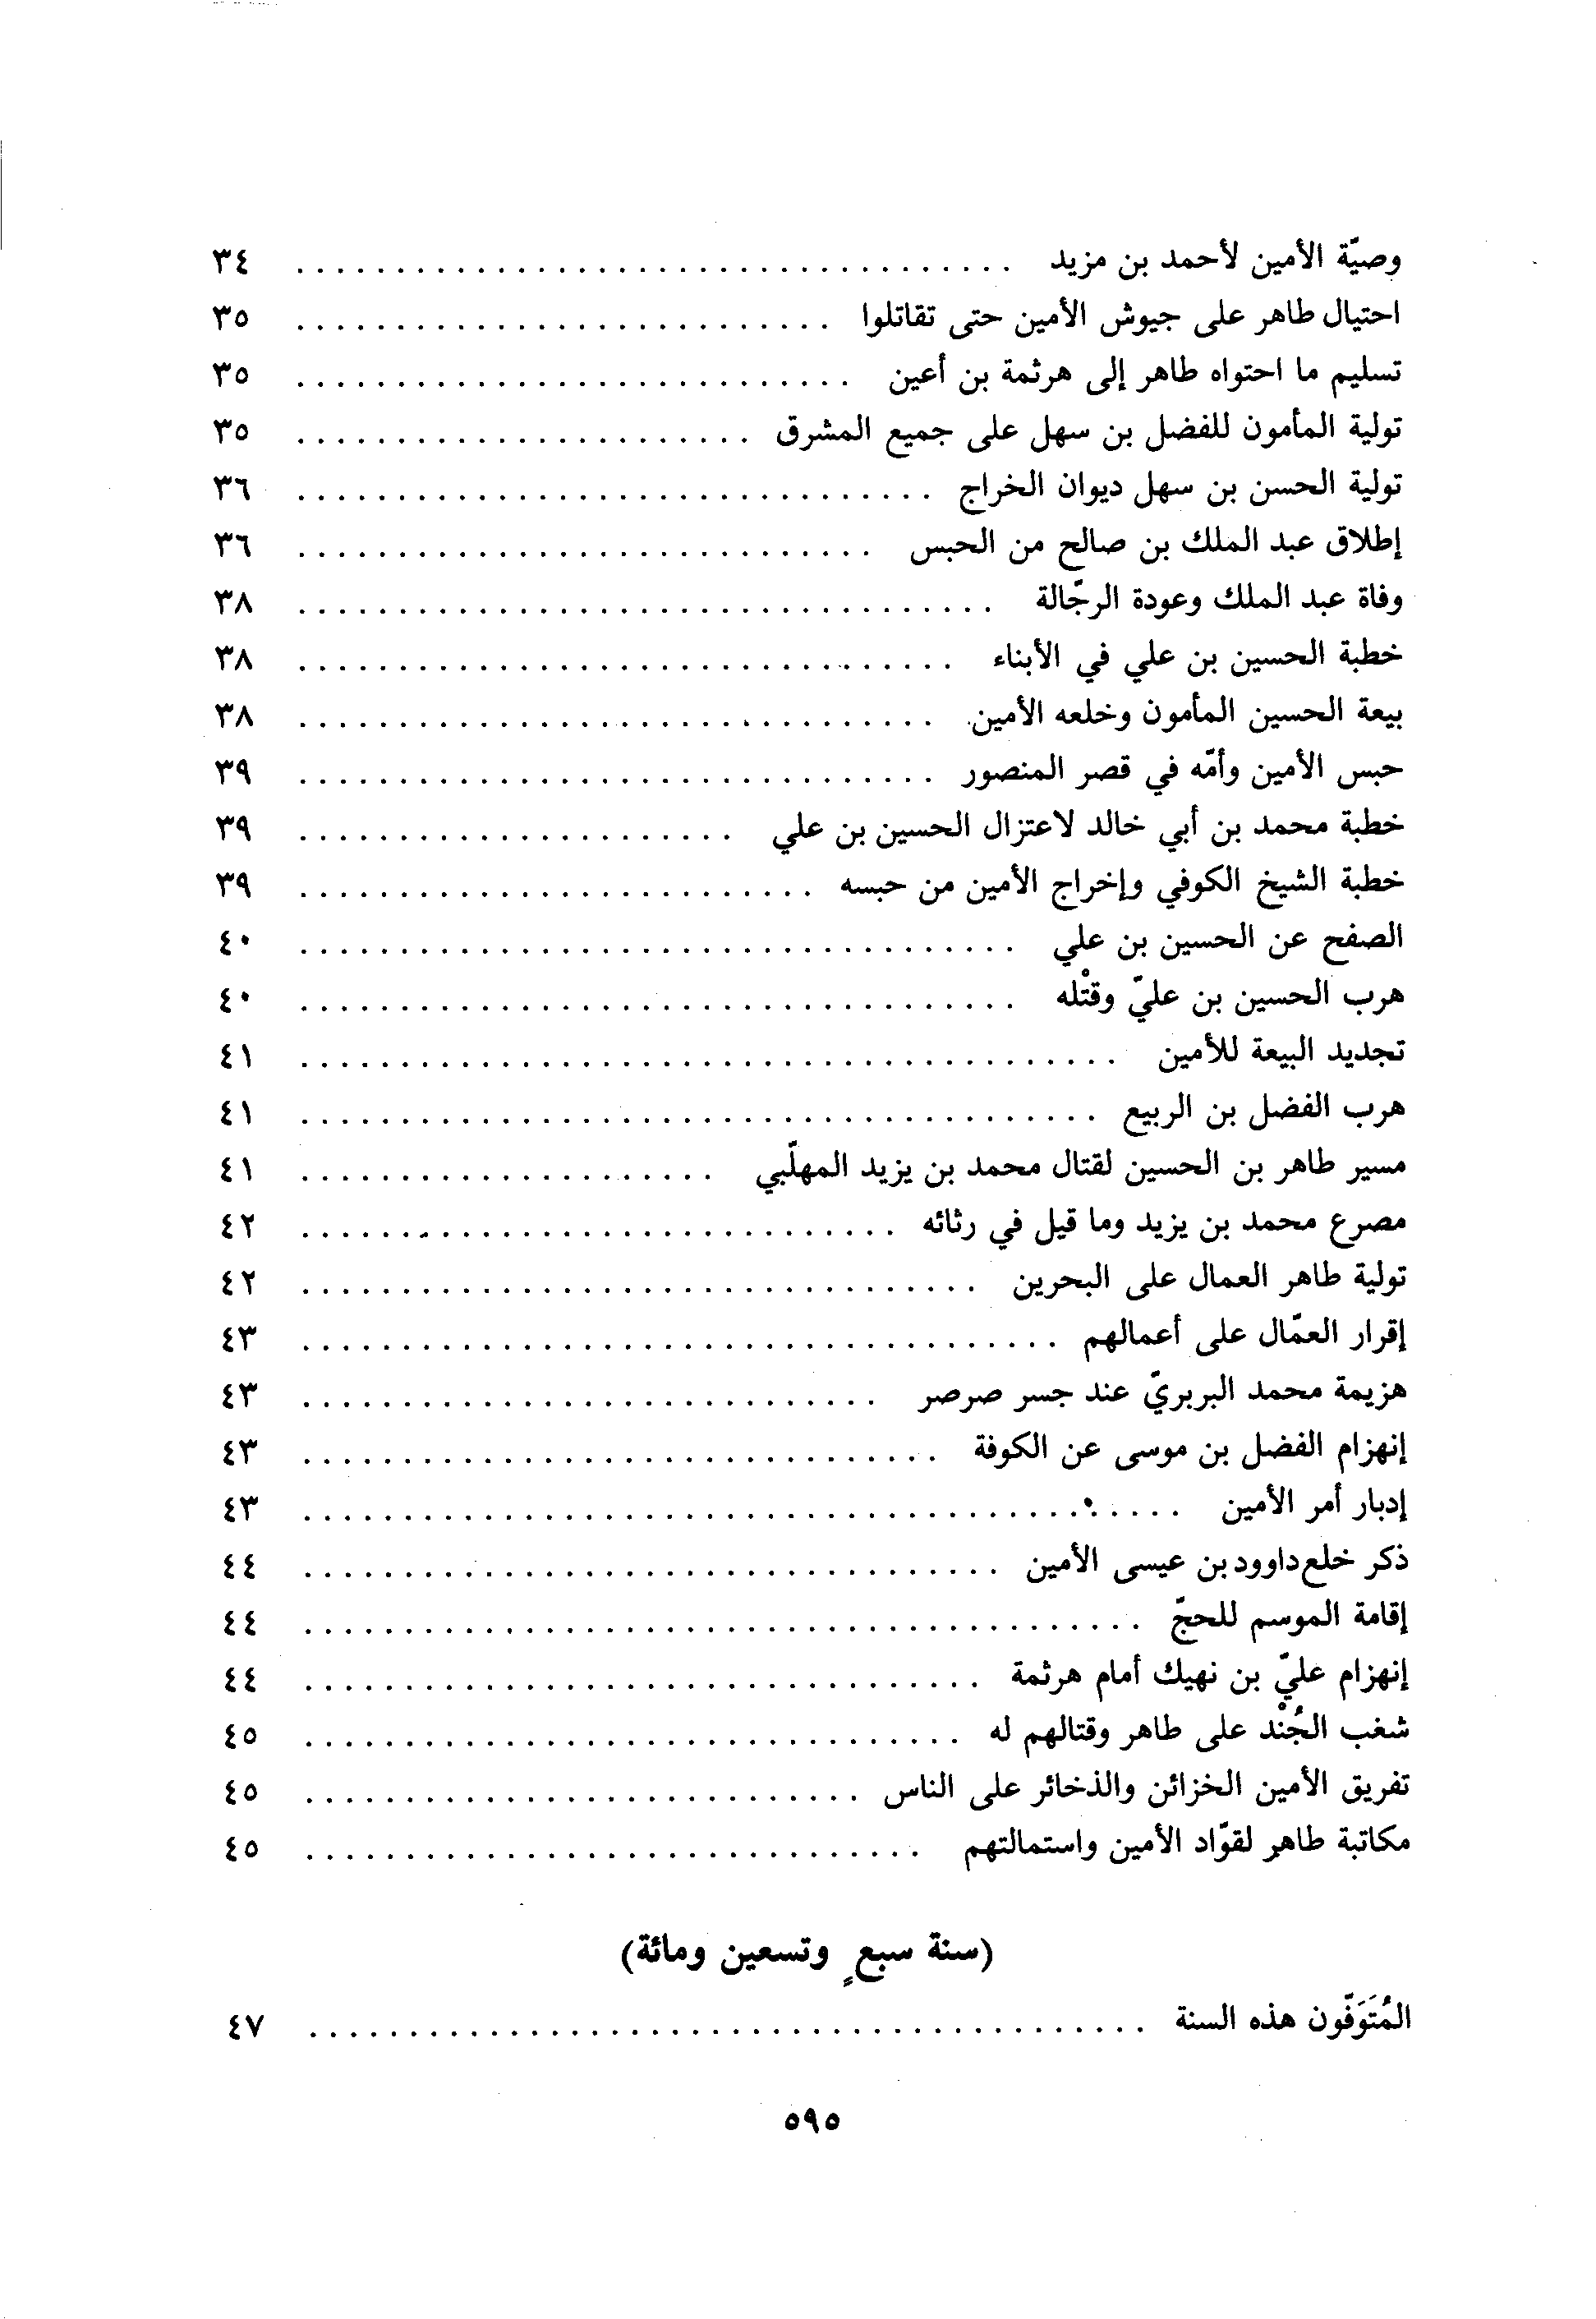 وصيّة الأمين لأحمد بن مزيد . . . . . . . . . . . . . . . . . . . . ٣٤
احتيال طاهر على جيوش الأمين حتى تقاتلوا . . . . . . . . . . . . . . . . . . . . ٣٥
تسليم ما احتواه طاهر إلى هرثمة بن أعين . . . . . . . . . . . . . . . . . . . . ٣٥
تولية المأمون للفضل بن سهل على جميع المشرق . . . . . . . . . . . . . . . . . . . . ٣٥
تولية الحسن بن سهل ديوان الخراج . . . . . . . . . . . . . . . . . . . . ٣٦
إطلاق عبد الملك بن صالح من الحبس . . . . . . . . . . . . . . . . . . . . ٣٦
وفاة عبد الملك وعودة الرجّالة . . . . . . . . . . . . . . . . . . . . ٣٨
خطبة الحسين بن علي في الأبناء . . . . . . . . . . . . . . . . . . . . ٣٨
بيعة الحسين المأمون وخلعه الأمين . . . . . . . . . . . . . . . . . . . . ٣٨
حبس الأمين وأمّه في قصر المنصور . . . . . . . . . . . . . . . . . . . . ٣٩
خطبة محمد بن أبي خالد لاعتزال الحسين بن علي . . . . . . . . . . . . . . . . . . . . ٣٩
خطبة الشيخ الكوفي وإخراج الأمين من حبسه . . . . . . . . . . . . . . . . . . . . ٣٩
الصفح عن الحسين بن علي . . . . . . . . . . . . . . . . . . . . ٤٠
هرب الحسين بن عليّ وقتْله . . . . . . . . . . . . . . . . . . . . ٤٠
تجديد البيعة للأمين . . . . . . . . . . . . . . . . . . . . ٤١
هرب الفضل بن الربيع . . . . . . . . . . . . . . . . . . . . ٤١
مسير طاهر بن الحسين لقتال محمد بن يزيد المهلّبي . . . . . . . . . . . . . . . . . . . . ٤١
مصرع محمد بن يزيد وما قيل في رثائه . . . . . . . . . . . . . . . . . . . . ٤٢
تولية طاهر العمال على البحرين . . . . . . . . . . . . . . . . . . . . ٤٢
إقرار العمّال على أعمالهم . . . . . . . . . . . . . . . . . . . . ٤٣
هزيمة محمد البربريّ عند جسر صرصر . . . . . . . . . . . . . . . . . . . . ٤٣
إنهزام الفضل بن موسى عن الكوفة . . . . . . . . . . . . . . . . . . . . ٤٣
إدبار أمر الأمين . . . . . . . . . . . . . . . . . . . . ٤٣
ذكر خلع داوود بن عيسى الأمين . . . . . . . . . . . . . . . . . . . . ٤٤
إقامة الموسم للحجّ . . . . . . . . . . . . . . . . . . . . ٤٤
إنهزام عليّ بن نهيك أمام هرثمة . . . . . . . . . . . . . . . . . . . . ٤٤
شغب الجُنْد على طاهر وقتالهم له . . . . . . . . . . . . . . . . . . . . ٤٥
تفريق الأمين الخزائن والذخائر على الناس . . . . . . . . . . . . . . . . . . . . ٤٥
مكاتبة طاهر لقوّاد الأمين واستمالتهم . . . . . . . . . . . . . . . . . . . . ٤٥
(سنة سبعٍ وتسعين ومائة)
المُتَوَفّون هذه السنة . . . . . . . . . . . . . . . . . . . . ٤٧
٥٩٥